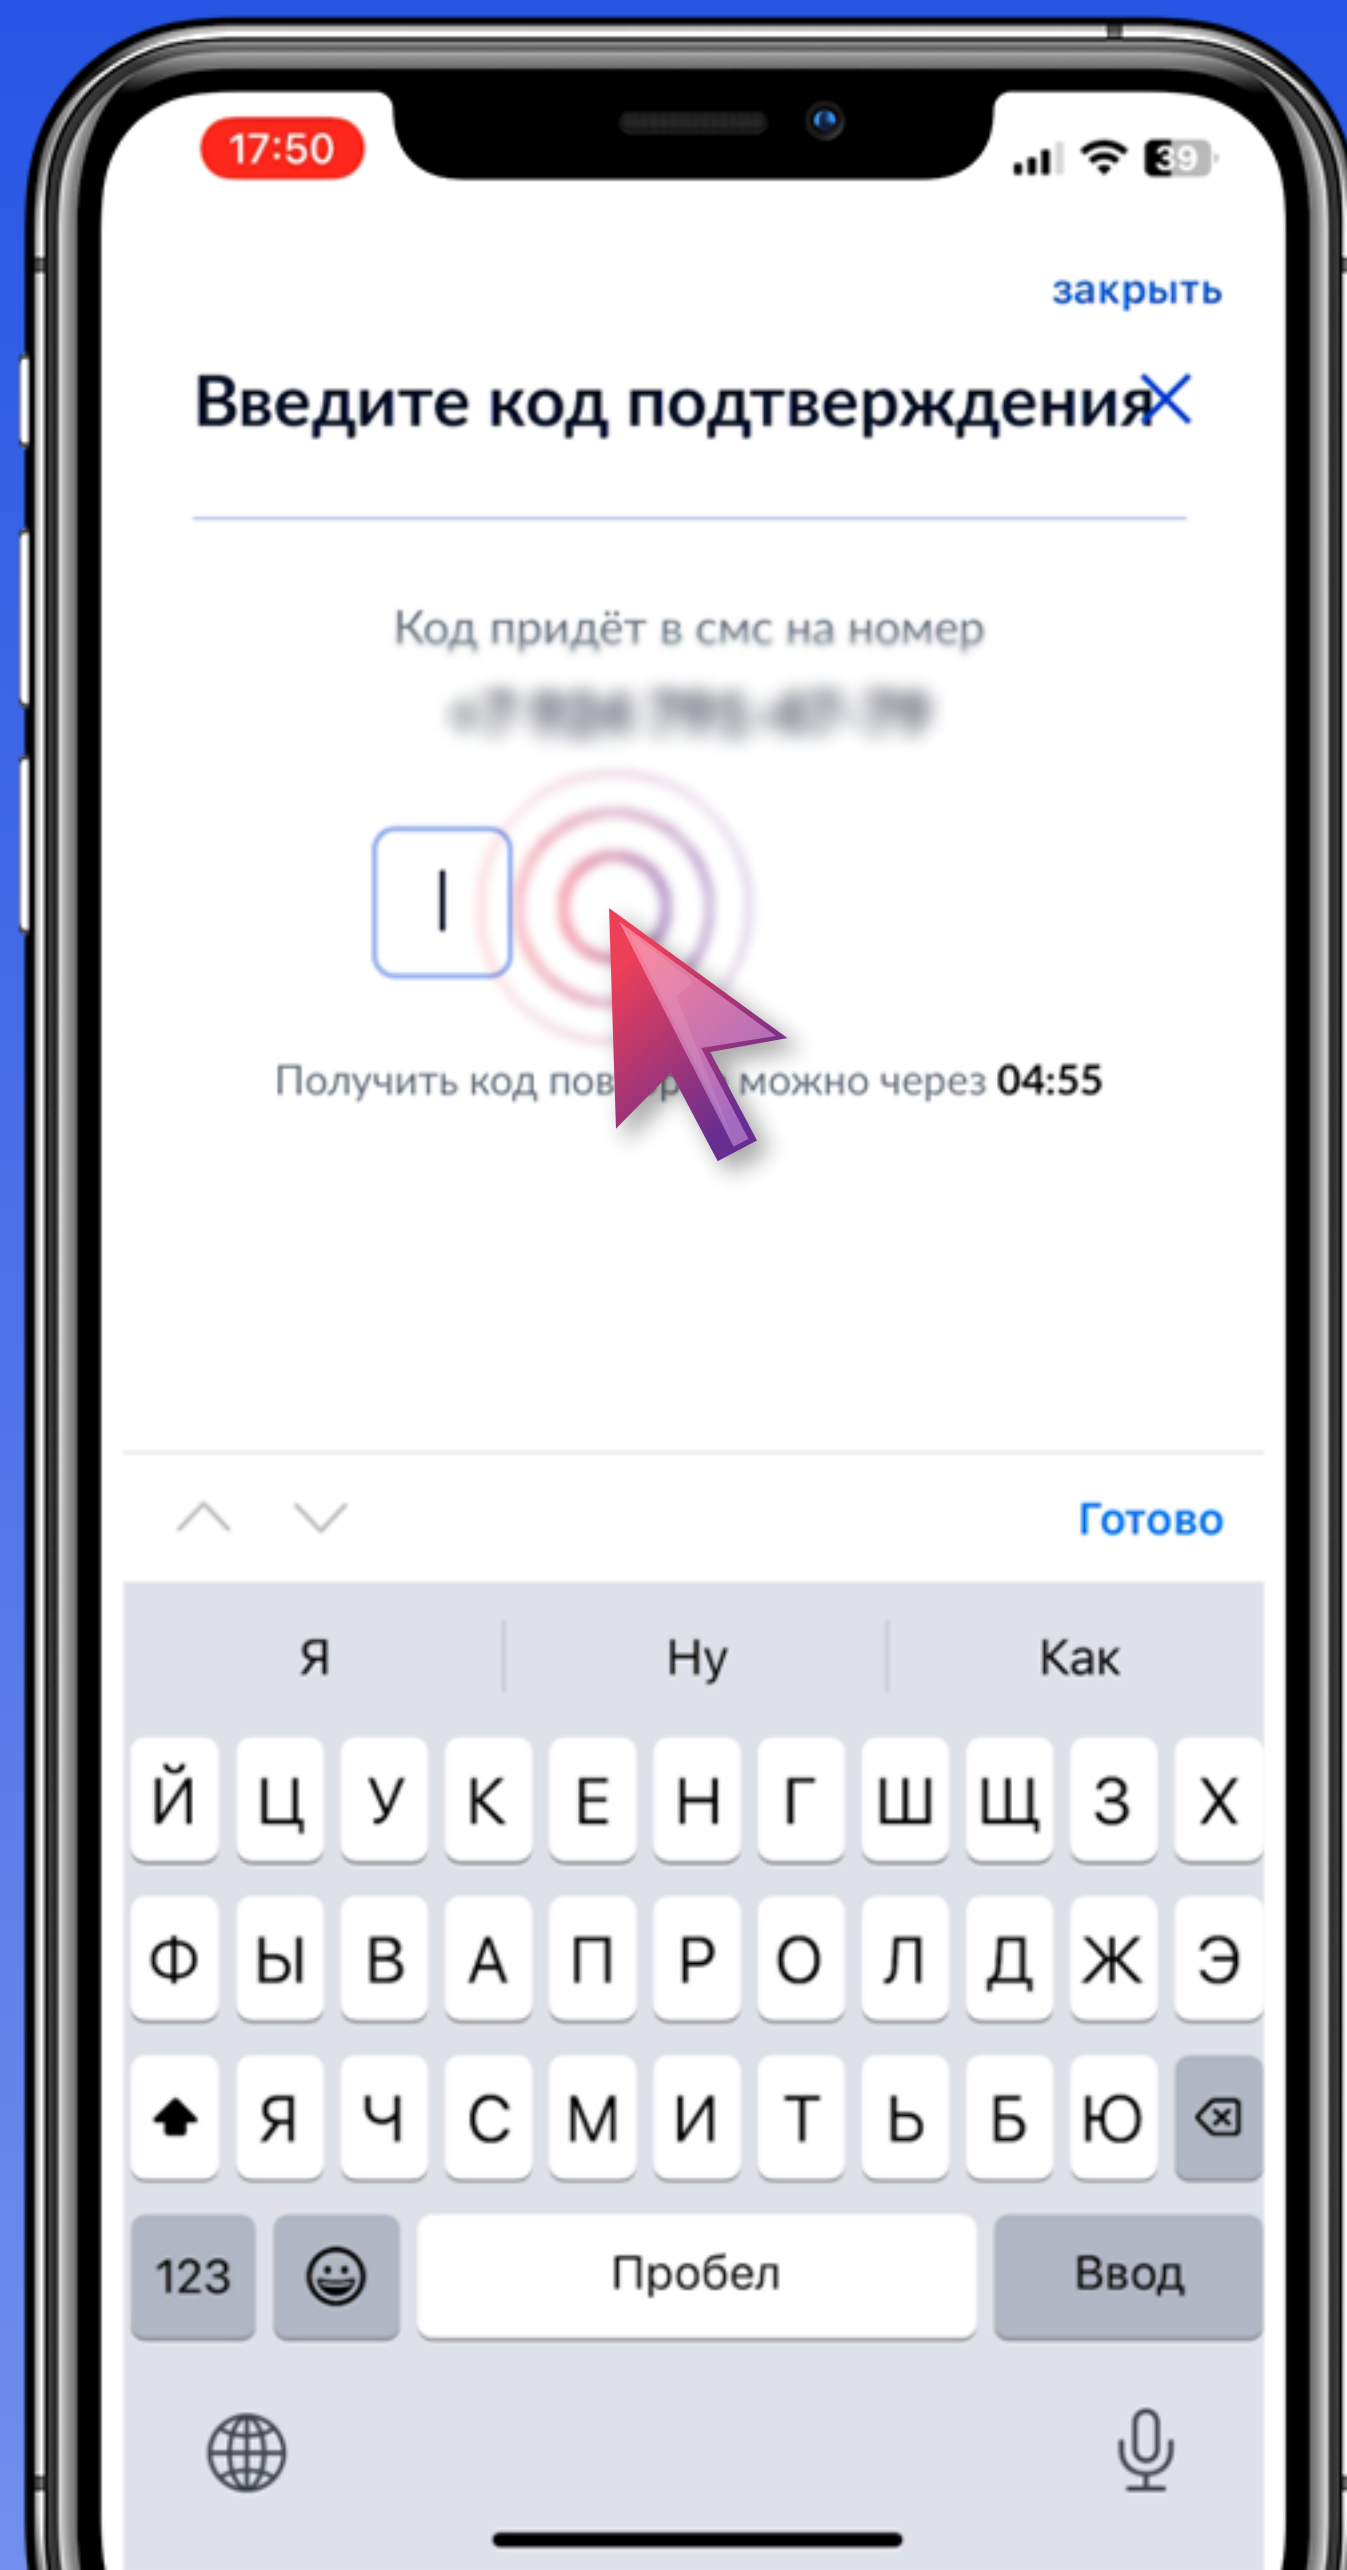 17:50
39
закрыть
Введите код подтверждения
Код придёт в смс на номер
Получить код можно через 04:55
Готово
Я Ну Как
Й Ц У К Е Н Г Ш Щ З Х
Ф Ы В А П Р О Л Д Ж Э
Я Ч С М И Т Ь Б Ю
123 Пробел Ввод